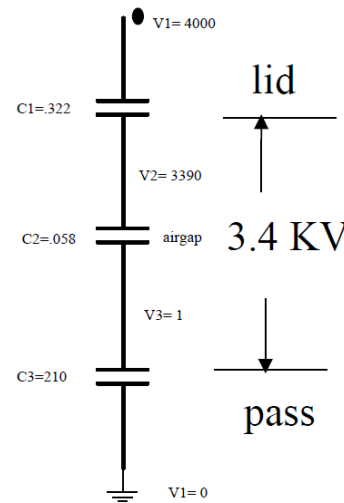 V1= 4000
lid
C1=.322
V2= 3390
C2=.058
airgap
3.4 KV
V3= 1
C3=210
pass
V1= 0